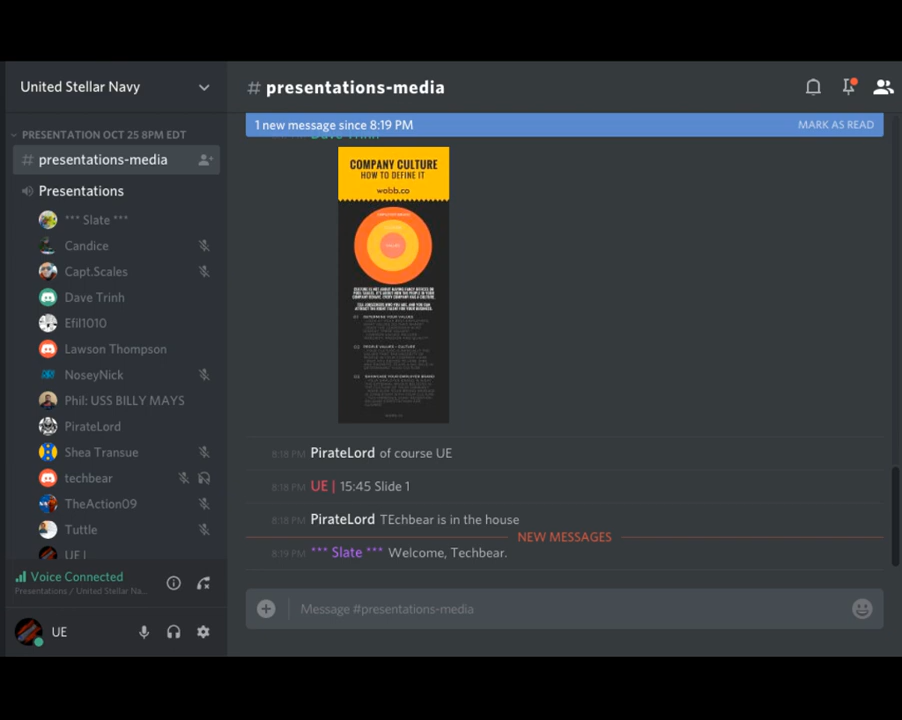 United Stellar Navy
PRESENTATION OCT 25 8PM EDT
# presentations-media
Presentations
*** Slate ***
Candice
Capt.Scales
Dave Trinh
Efil1010
Lawson Thompson
NoseyNick
Phil: USS BILLY MAYS
PirateLord
Shea Transue
techbear
TheAction09
Tuttle
UE |
Voice Connected
Presentations / United Stellar Na...
UE
# presentations-media
1 new message since 8:19 PM
MARK AS READ
Dave Trinh
COMPANY CULTURE
HOW TO DEFINE IT
wobb.co
8:18 PM PirateLord of course UE
8:18 PM UE | 15:45 Slide 1
8:18 PM PirateLord TEchbear is in the house
NEW MESSAGES
8:19 PM *** Slate *** Welcome, Techbear.
Message #presentations-media